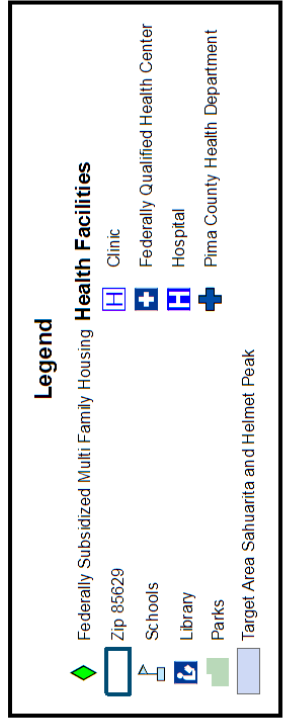 Legend
Federally Subsidized Multi Family Housing
Zip 85629
Schools
Library
Parks
Target Area Sahuarita and Helmet Peak
Health Facilities
Clinic
Federally Qualified Health Center
Hospital
Pima County Health Department